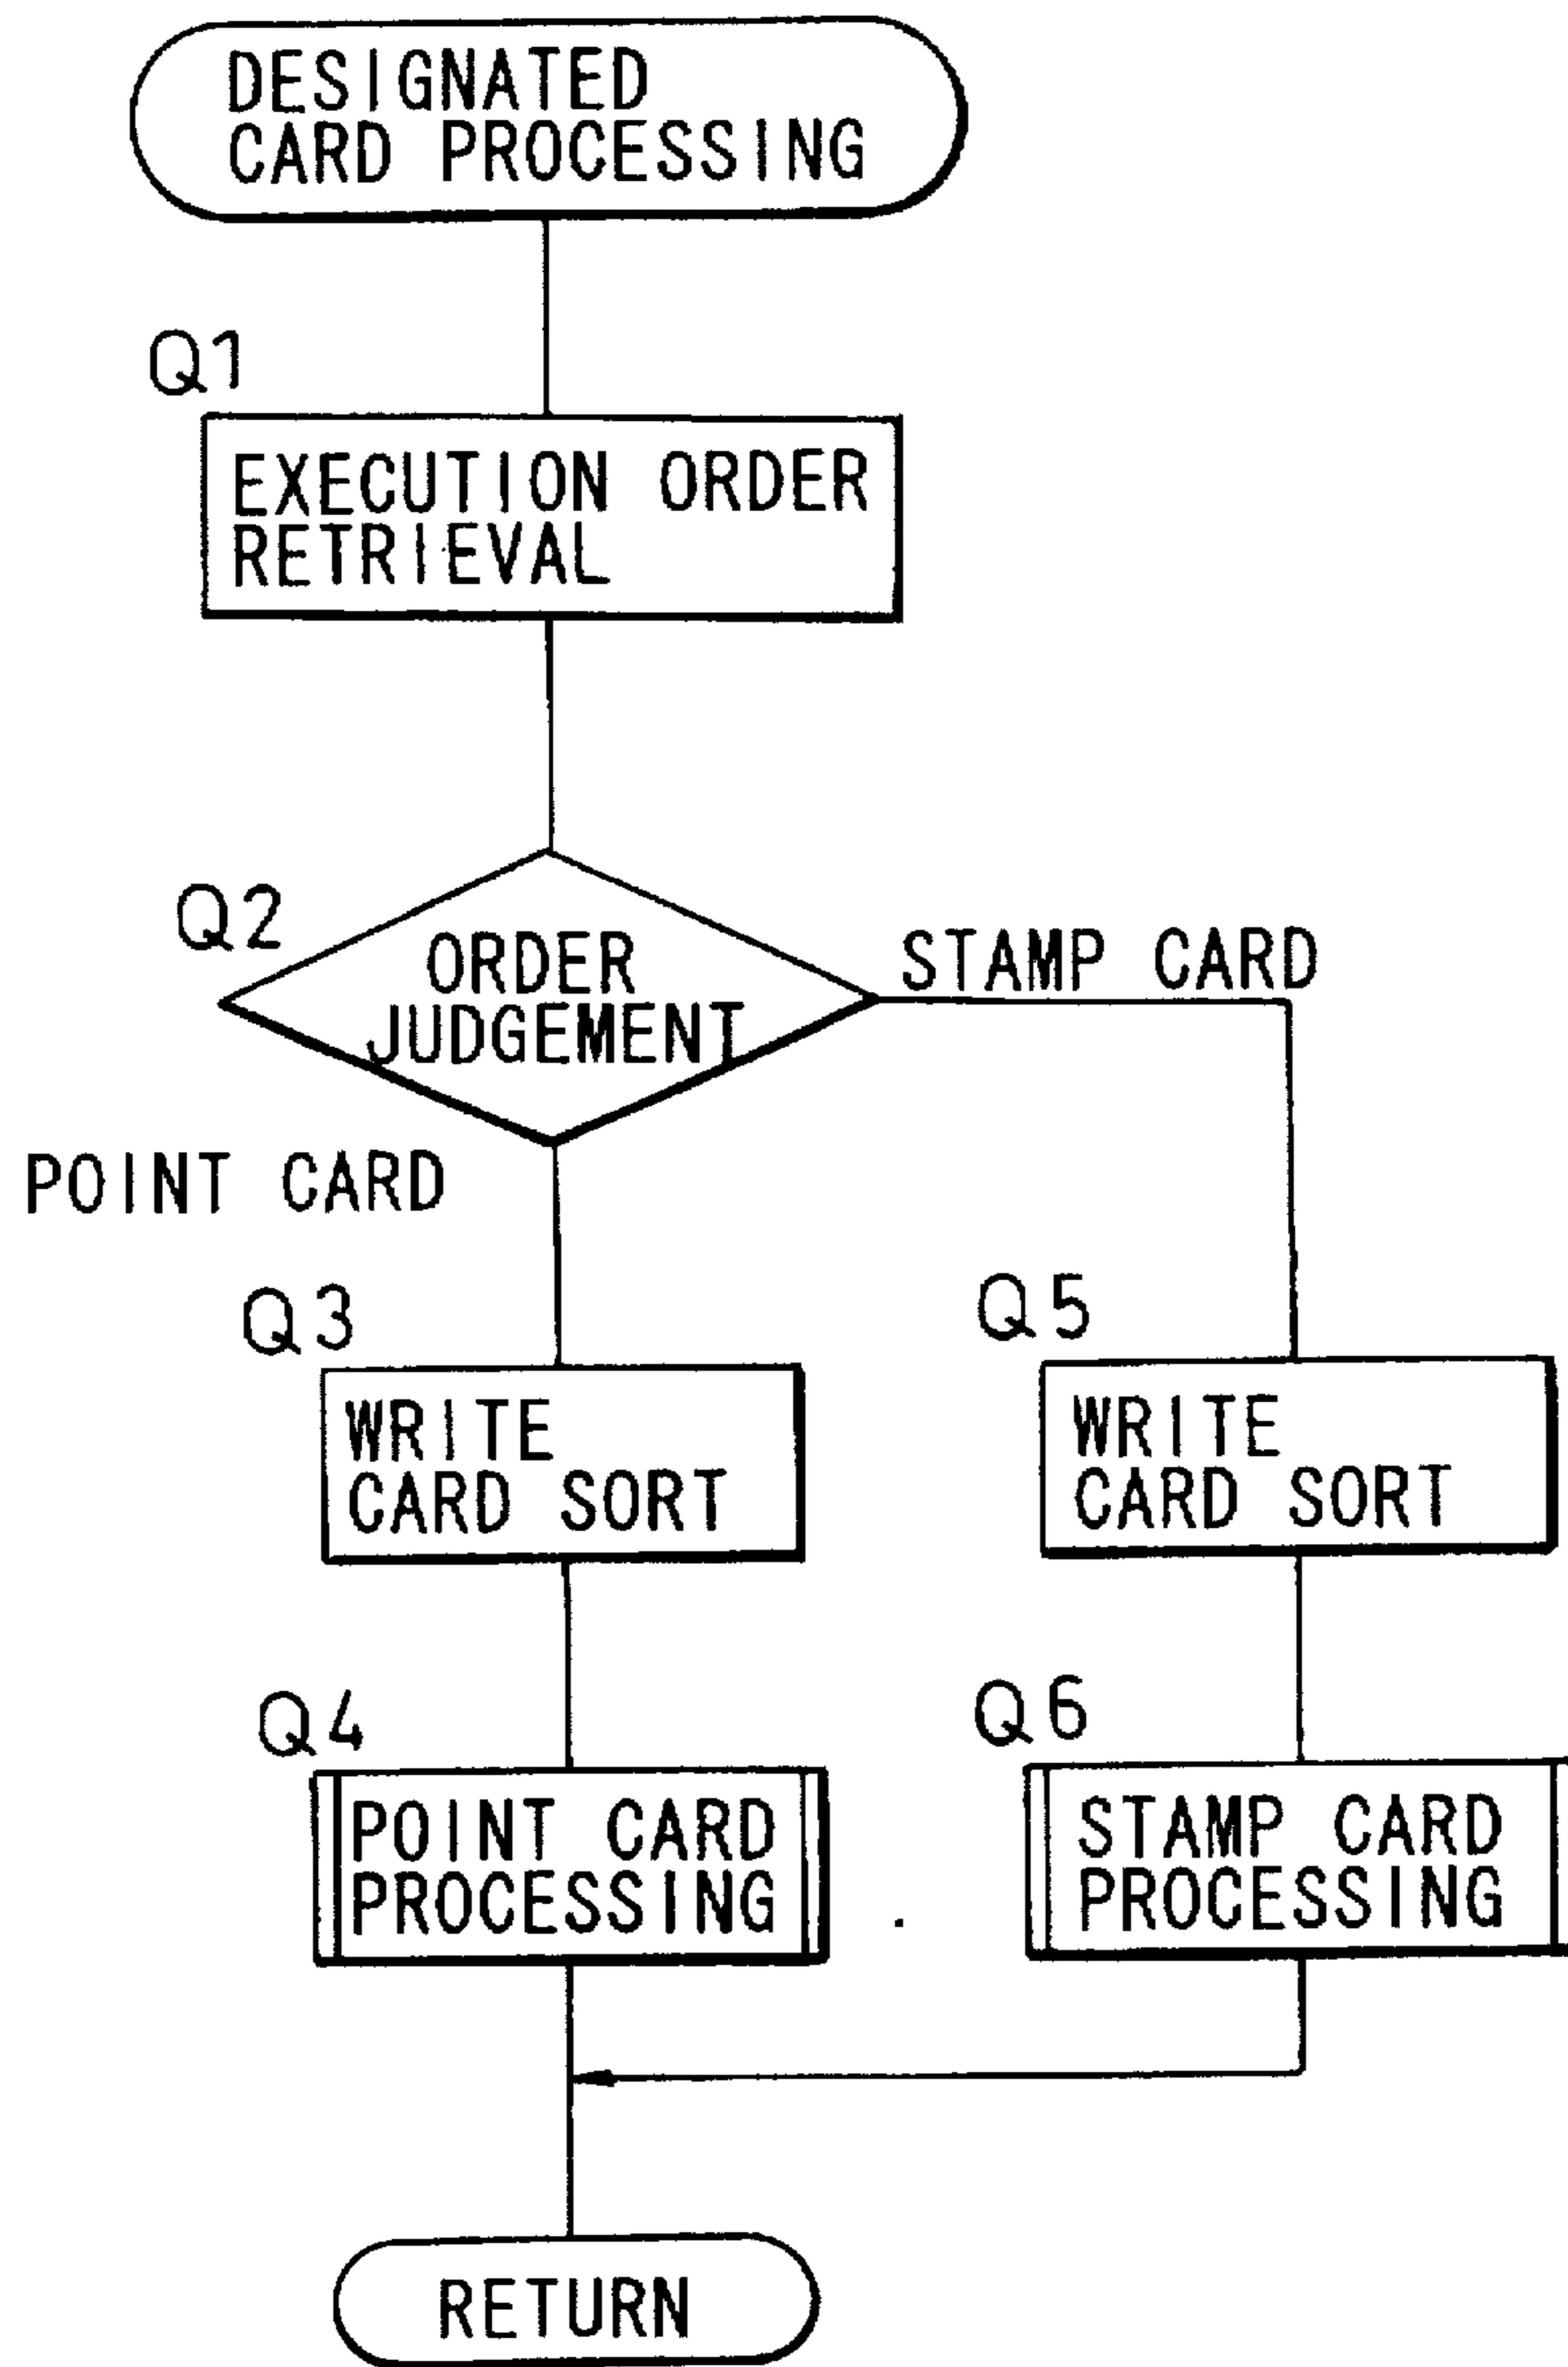 DESIGNATED
CARD PROCESSING
Q1
EXECUTION ORDER
RETRIEVAL
Q2
ORDER
JUDGEMENT
STAMP CARD
POINT CARD
Q3
WRITE
CARD SORT
Q5
WRITE
CARD SORT
Q4
POINT CARD
PROCESSING
Q6
STAMP CARD
PROCESSING
RETURN